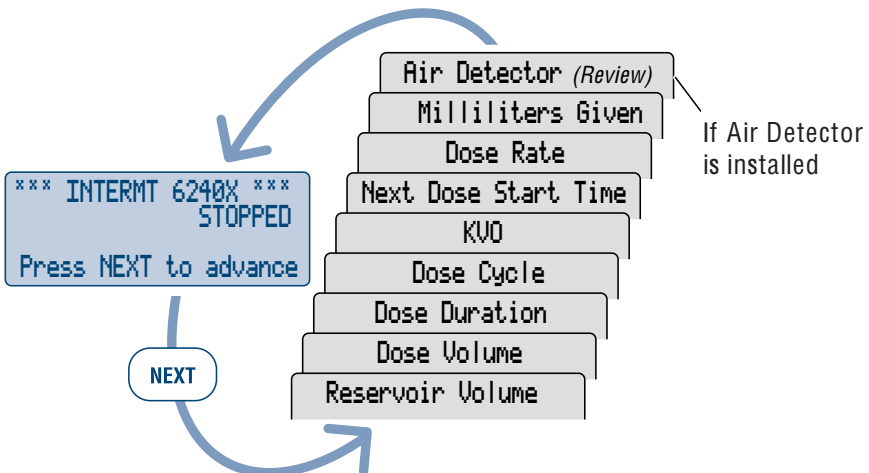 Air Detector (Review)
Milliliters Given
Dose Rate
Next Dose Start Time
KVO
Dose Cycle
Dose Duration
Dose Volume
Reservoir Volume
If Air Detector
is installed
*** INTERMT 6240X ***
STOPPED
Press NEXT to advance
NEXT